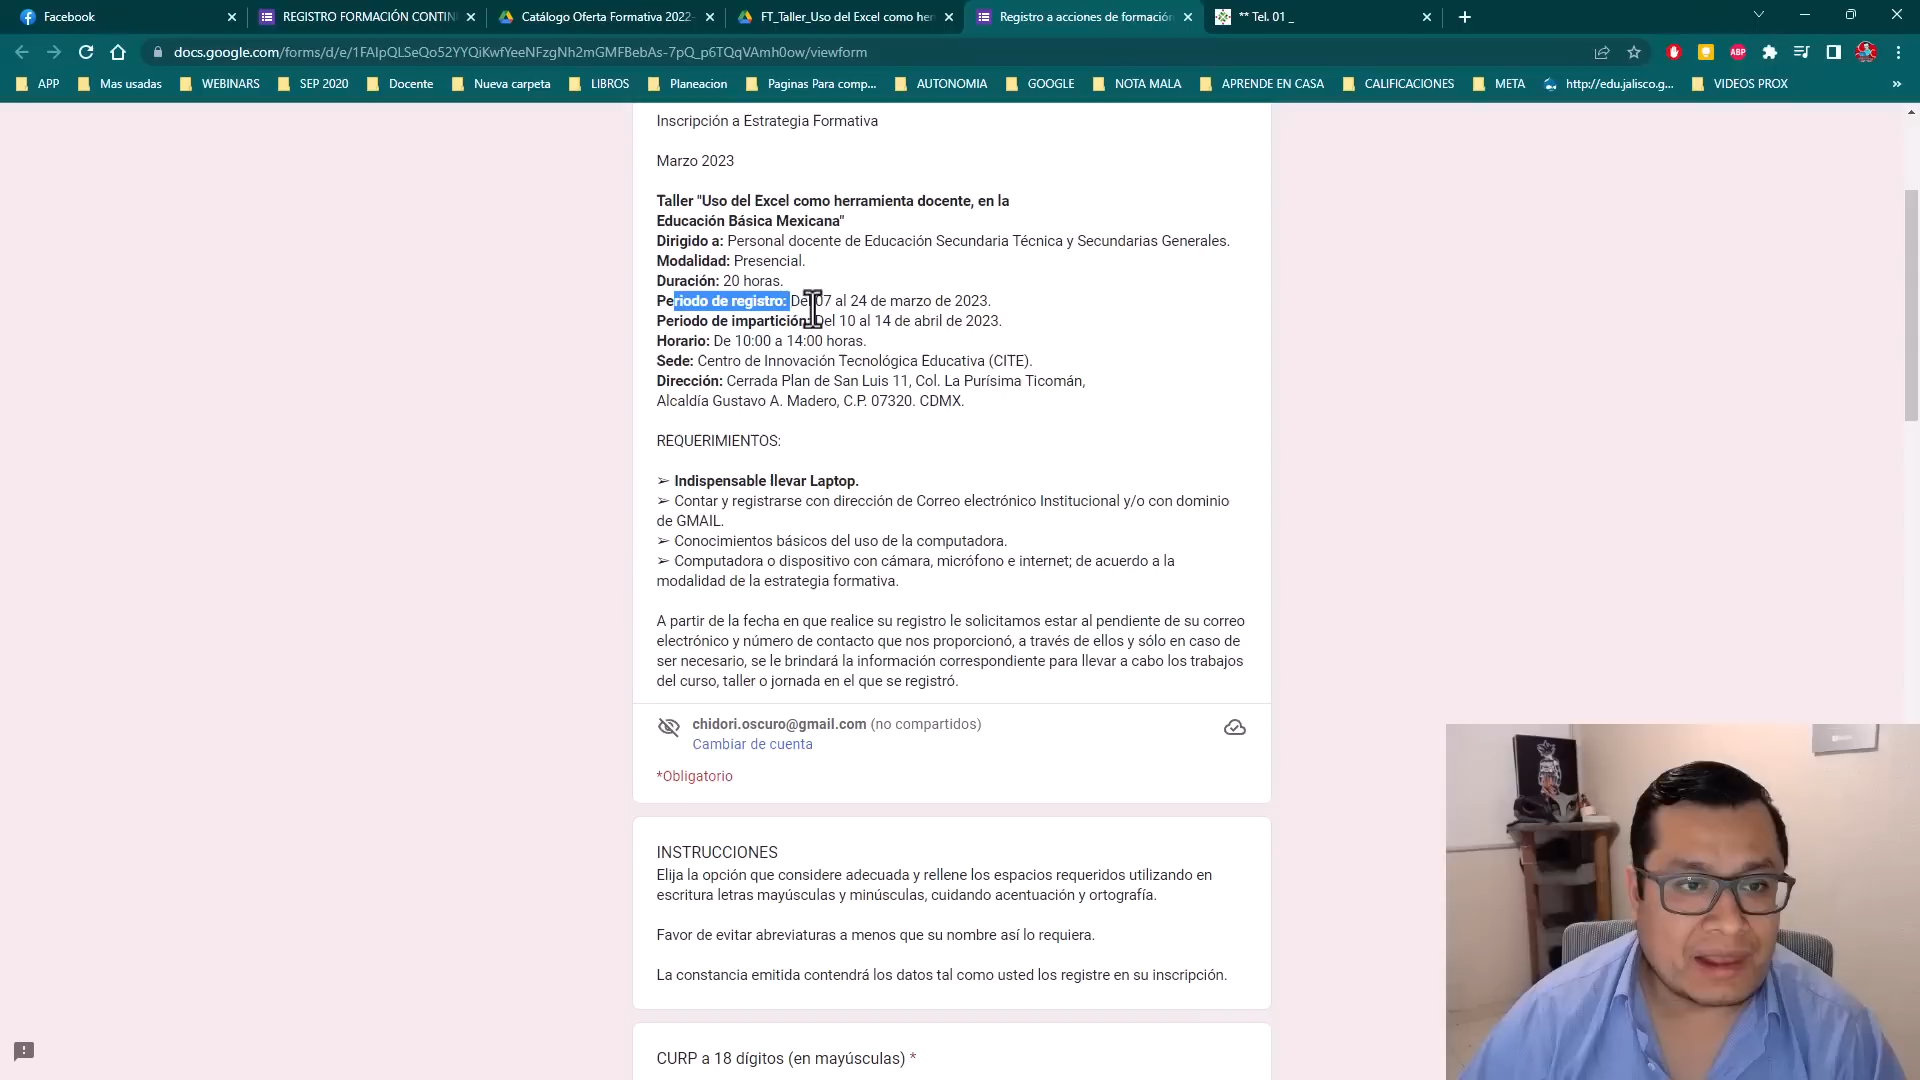 Facebook
REGISTRO FORMACIÓN CONTIN
Catálogo Oferta Formativa 2022-
FT_Taller_Uso del Excel como her
Registro a acciones de formación
** Tel. 01 _
docs.google.com/forms/d/e/1FAIpQLSeQo52YYQiKwfYeeNFzgNh2mGMFBebAs-7pQ_p6TQqVAmh0ow/viewform
ABP
APP
Mas usadas
WEBINARS
SEP 2020
Docente
Nueva carpeta
LIBROS
Planeacion
Paginas Para comp...
AUTONOMIA
GOOGLE
NOTA MALA
APRENDE EN CASA
CALIFICACIONES
META
http://edu.jalisco.g...
VIDEOS PROX
»
Inscripción a Estrategia Formativa
Marzo 2023
Taller "Uso del Excel como herramienta docente, en la
Educación Básica Mexicana"
Dirigido a: Personal docente de Educación Secundaria Técnica y Secundarias Generales.
Modalidad: Presencial.
Duración: 20 horas.
Periodo de registro: Del 07 al 24 de marzo de 2023.
Periodo de impartición: Del 10 al 14 de abril de 2023.
Horario: De 10:00 a 14:00 horas.
Sede: Centro de Innovación Tecnológica Educativa (CITE).
Dirección: Cerrada Plan de San Luis 11, Col. La Purísima Ticomán,
Alcaldía Gustavo A. Madero, C.P. 07320. CDMX.
REQUERIMIENTOS:
➢ Indispensable llevar Laptop.
➢ Contar y registrarse con dirección de Correo electrónico Institucional y/o con dominio
de GMAIL.
➢ Conocimientos básicos del uso de la computadora.
➢ Computadora o dispositivo con cámara, micrófono e internet; de acuerdo a la
modalidad de la estrategia formativa.
A partir de la fecha en que realice su registro le solicitamos estar al pendiente de su correo
electrónico y número de contacto que nos proporcionó, a través de ellos y sólo en caso de
ser necesario, se le brindará la información correspondiente para llevar a cabo los trabajos
del curso, taller o jornada en el que se registró.
chidori.oscuro@gmail.com (no compartidos)
Cambiar de cuenta
*Obligatorio
INSTRUCCIONES
Elija la opción que considere adecuada y rellene los espacios requeridos utilizando en
escritura letras mayúsculas y minúsculas, cuidando acentuación y ortografía.
Favor de evitar abreviaturas a menos que su nombre así lo requiera.
La constancia emitida contendrá los datos tal como usted los registre en su inscripción.
CURP a 18 dígitos (en mayúsculas) *